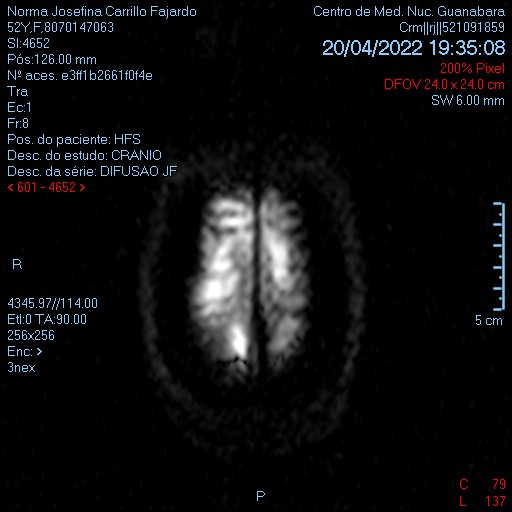 Norma Josefina Carrillo Fajardo
52Y,F,8070147063
SI:4652
Pós:126.00 mm
Nº aces. e3ff1b2661f0f4e
Tra
Ec:1
Fr:8
Pos. do paciente: HFS
Desc. do estudo: CRANIO
Desc. da série: DIFUSAO JF
< 601 - 4652 >
Centro de Med. Nuc. Guanabara
Crm||rj||521091859
20/04/2022 19:35:08
200% Pixel
DFOV 24.0 x 24.0 cm
SW 6.00 mm
R
5 cm
4345.97//114.00
Etl:0 TA:90.00
256x256
Enc: >
3nex
P
C 79
L 137